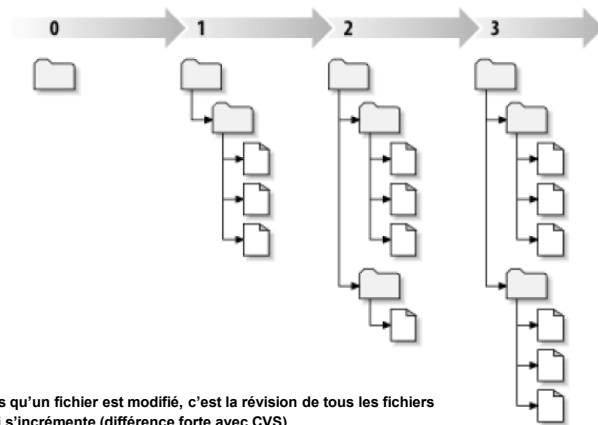 0 1 2 3
qu'un fichier est modifié, c'est la révision de tous les fichiers
s'incrémente (différence forte avec CVS)